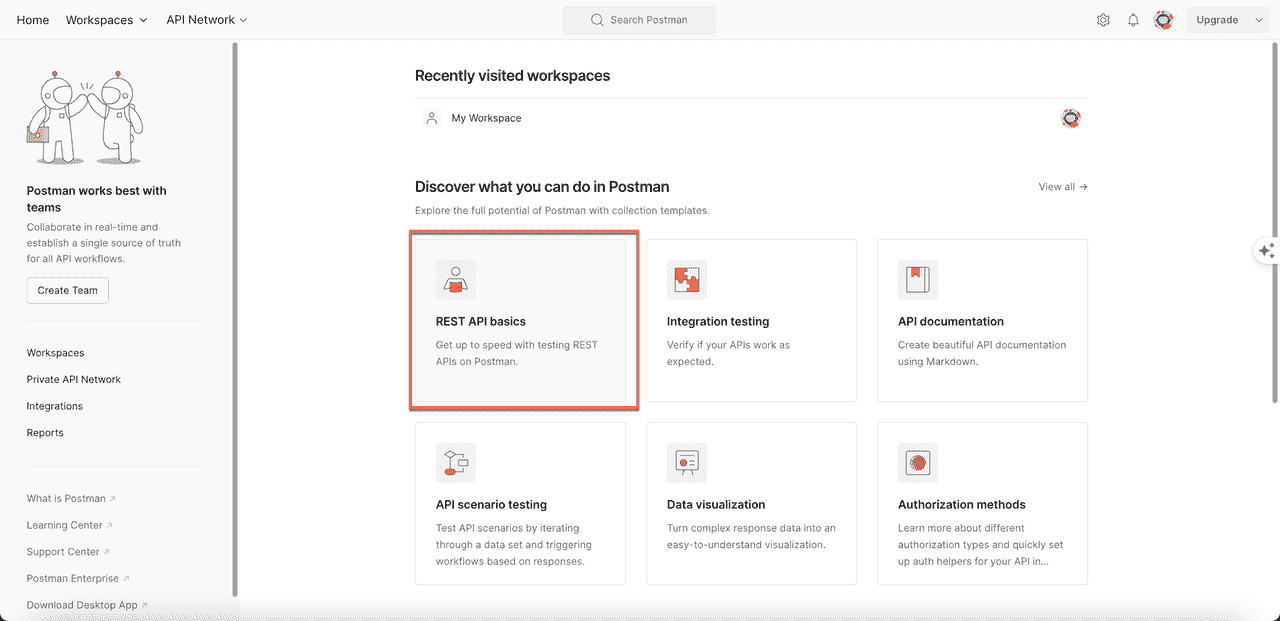 Home Workspaces API Network Search Postman Upgrade
Postman works best with
teams
Collaborate in real-time and
establish a single source of truth
for all API workflows.
Create Team
Workspaces
Private API Network
Integrations
Reports
What is Postman
Learning Center
Support Center
Postman Enterprise
Download Desktop App
Recently visited workspaces
My Workspace
Discover what you can do in Postman
View all →
Explore the full potential of Postman with collection templates.
REST API basics
Get up to speed with testing REST
APIs on Postman.
Integration testing
Verify if your APIs work as
expected.
API documentation
Create beautiful API documentation
using Markdown.
API scenario testing
Test API scenarios by iterating
through a data set and triggering
workflows based on responses.
Data visualization
Turn complex response data into an
easy-to-understand visualization.
Authorization methods
Learn more about different
authorization types and quickly set
up auth helpers for your API in...